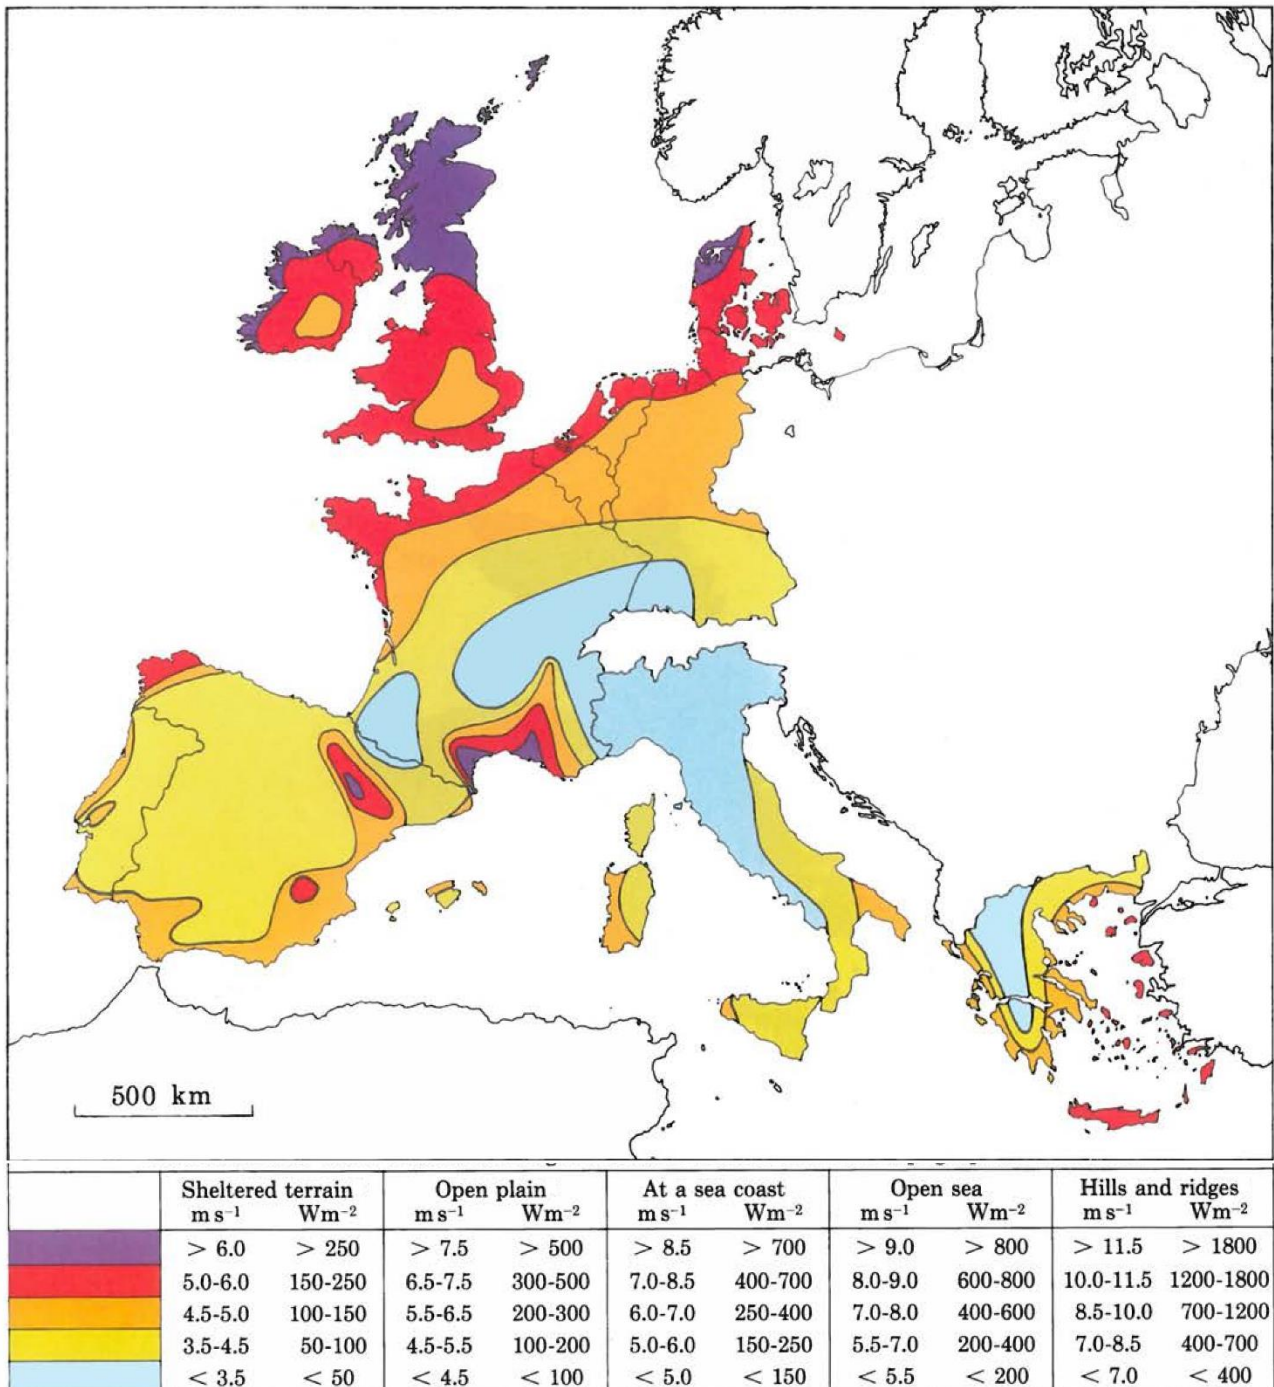 500 km
Sheltered terrain Open plain At a sea coast Open sea Hills and ridges
m s⁻¹ Wm⁻² m s⁻¹ Wm⁻² m s⁻¹ Wm⁻² m s⁻¹ Wm⁻² m s⁻¹ Wm⁻²
> 6.0 > 250 > 7.5 > 500 > 8.5 > 700 > 9.0 > 800 > 11.5 > 1800
5.0-6.0 150-250 6.5-7.5 300-500 7.0-8.5 400-700 8.0-9.0 600-800 10.0-11.5 1200-1800
4.5-5.0 100-150 5.5-6.5 200-300 6.0-7.0 250-400 7.0-8.0 400-600 8.5-10.0 700-1200
3.5-4.5 50-100 4.5-5.5 100-200 5.0-6.0 150-250 5.5-7.0 200-400 7.0-8.5 400-700
< 3.5 < 50 < 4.5 < 100 < 5.0 < 150 < 5.5 < 200 < 7.0 < 400